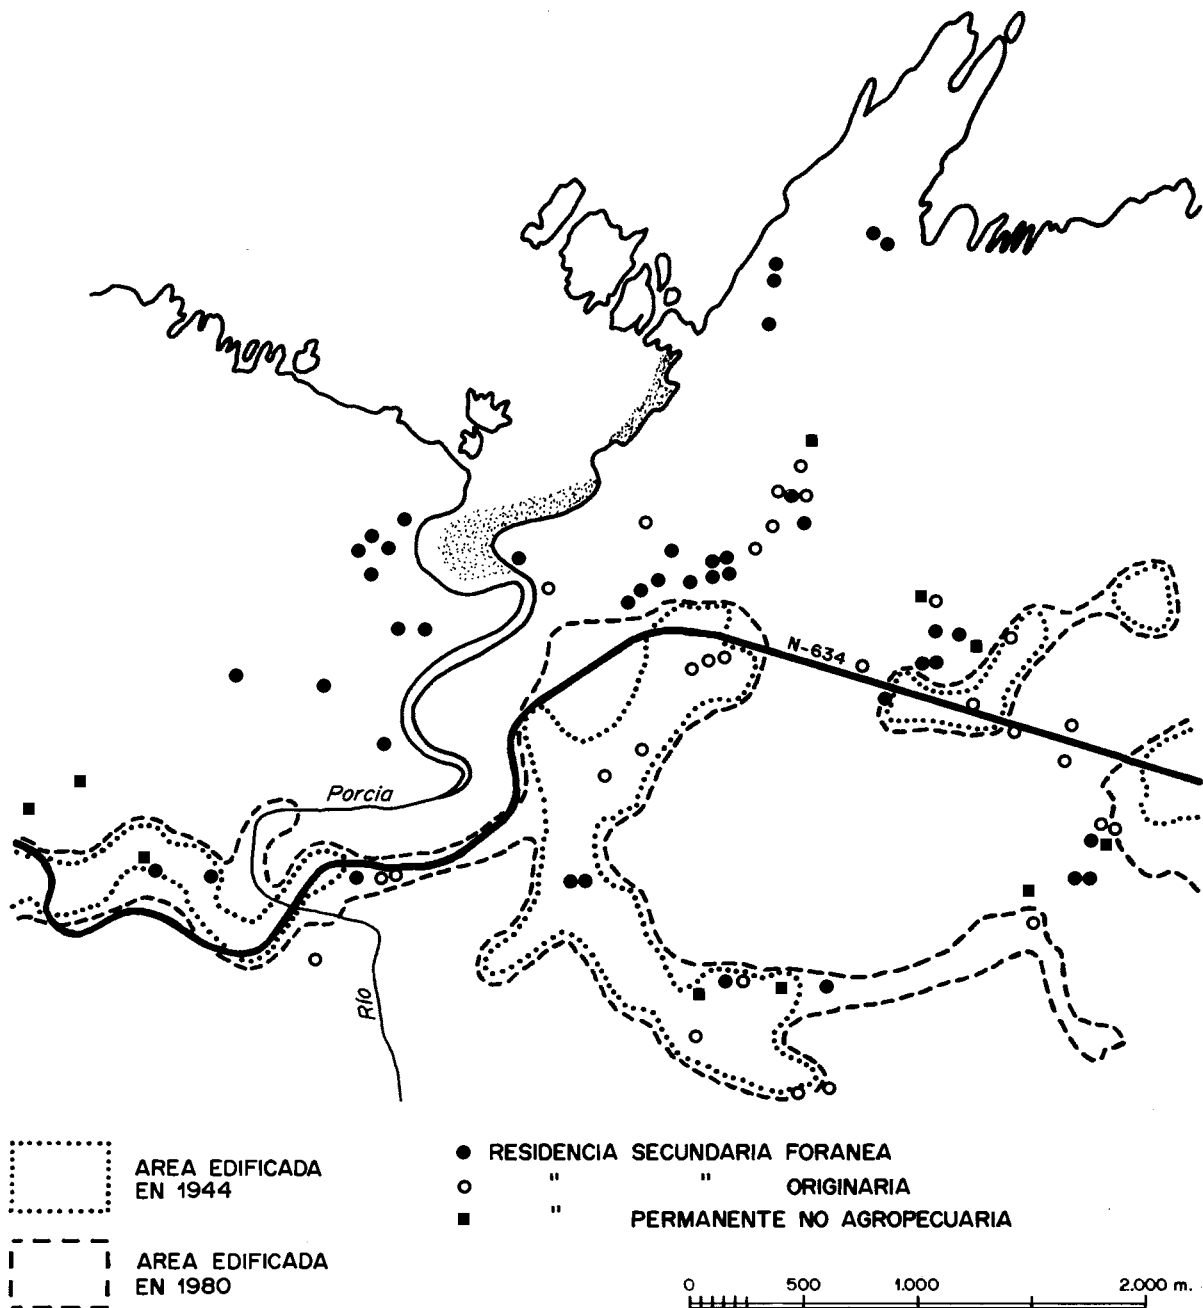 N-634
Porcia
Río
AREA EDIFICADA
EN 1944
AREA EDIFICADA
EN 1980
RESIDENCIA SECUNDARIA FORANEA
" " ORIGINARIA
" PERMANENTE NO AGROPECUARIA
0 500 1.000 2.000 m.